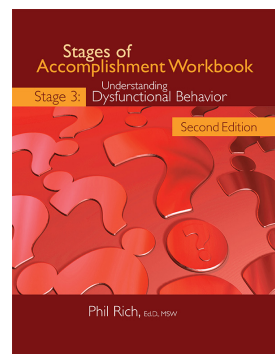 Stages of
Accomplishment Workbook
Understanding
Stage 3: Dysfunctional Behavior
Second Edition
Phil Rich, Ed.D., MSW